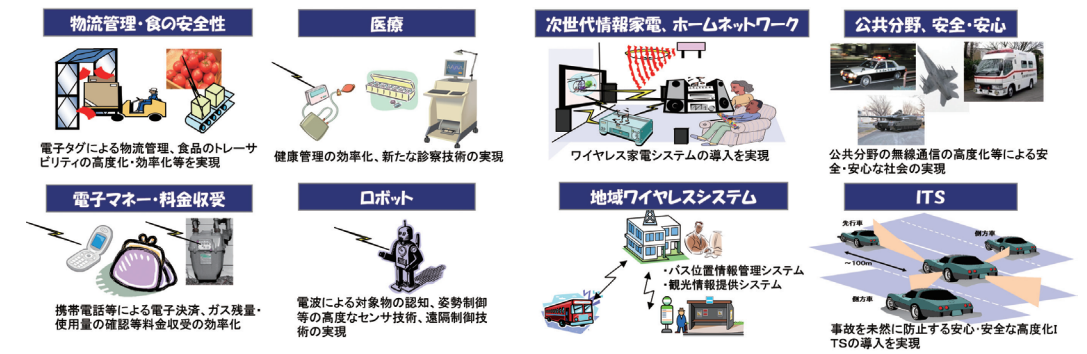 物流管理・食の安全性
電子タグによる物流管理、食品のトレーサ
ビリティの高度化・効率化等を実現
医療
健康管理の効率化、新たな診察技術の実現
次世代情報家電、ホームネットワーク
ワイヤレス家電システムの導入を実現
公共分野、安全・安心
公共分野の無線通信の高度化等による安
全・安心な社会の実現
電子マネー・料金収受
携帯電話等による電子決済、ガス残量・
使用量の確認等料金収受の効率化
ロボット
電波による対象物の認知、姿勢制御
等の高度なセンサ技術、遠隔制御技
術の実現
地域ワイヤレスシステム
・バス位置情報管理システム
・観光情報提供システム
ITS
先行車
側方車
～100m
側方車
事故を未然に防止する安心・安全な高度化I
TSの導入を実現